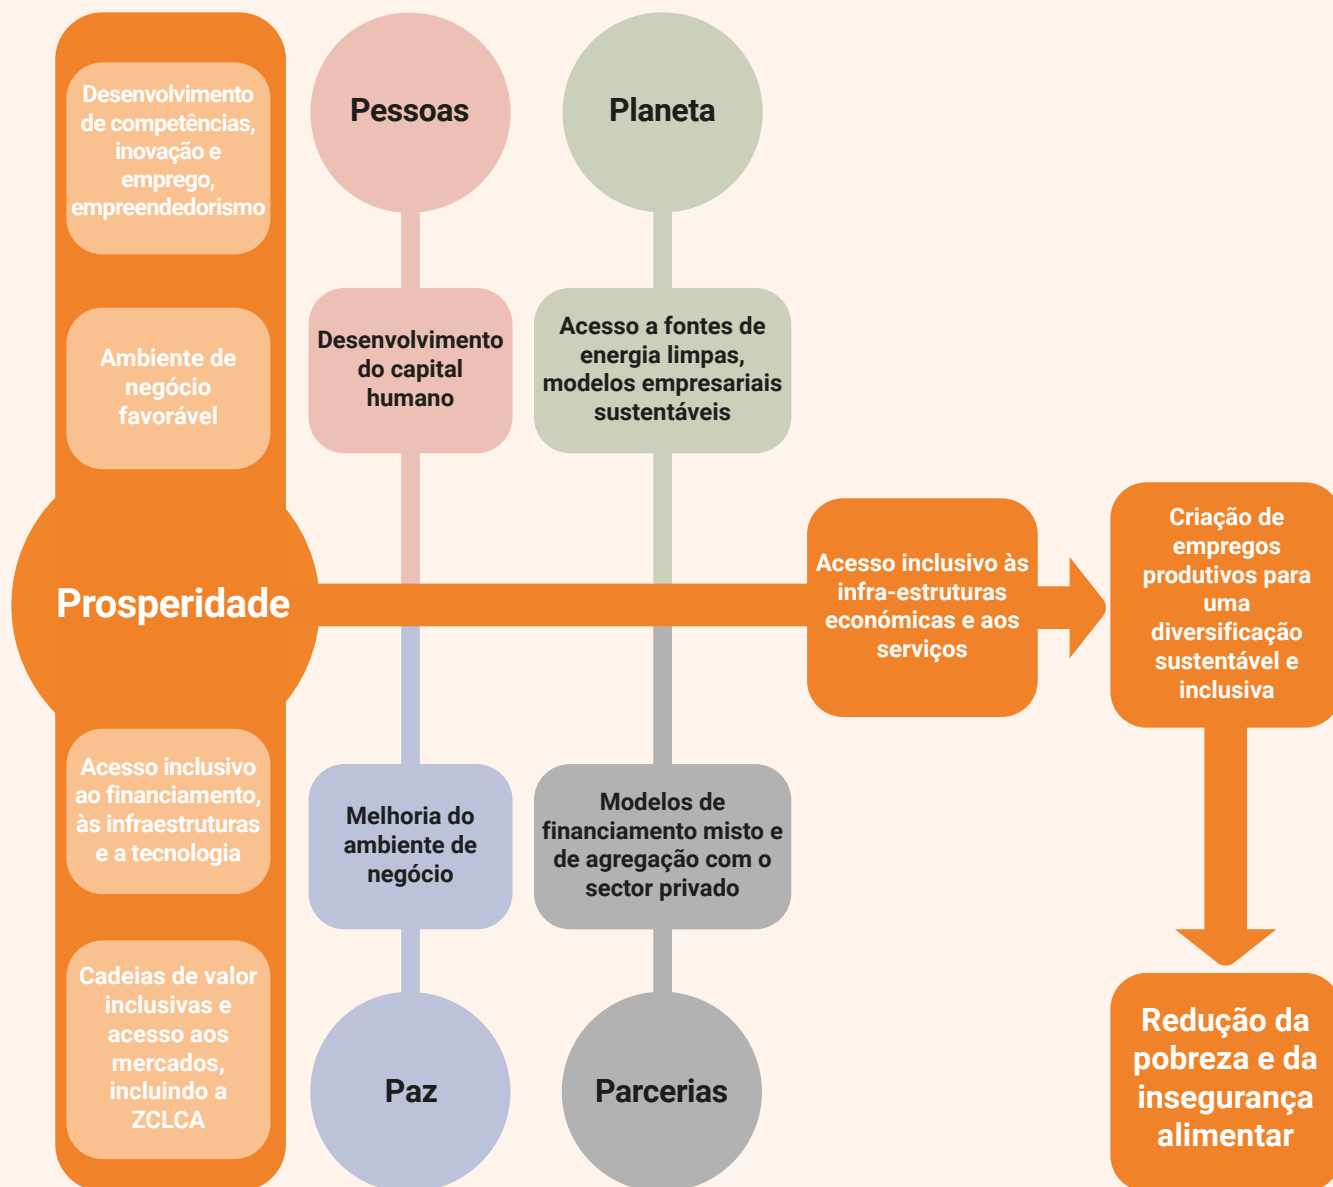 Desenvolvimento
de competências,
inovação e
emprego,
empreendedorismo
Ambiente de
negócio
favorável
Prosperidade
Acesso inclusivo
ao financiamento,
às infraestruturas
e a tecnologia
Cadeias de valor
inclusivas e
acesso aos
mercados,
incluindo a
ZCLCA
Pessoas
Desenvolvimento
do capital
humano
Melhoria do
ambiente de
negócio
Paz
Planeta
Acesso a fontes de
energia limpas,
modelos empresariais
sustentáveis
Modelos de
financiamento misto e
de agregação com o
sector privado
Parcerias
Acesso inclusivo às
infra-estruturas
económicas e aos
serviços
Criação de
empregos
produtivos para
uma
diversificação
sustentável e
inclusiva
Redução da
pobreza e da
insegurança
alimentar